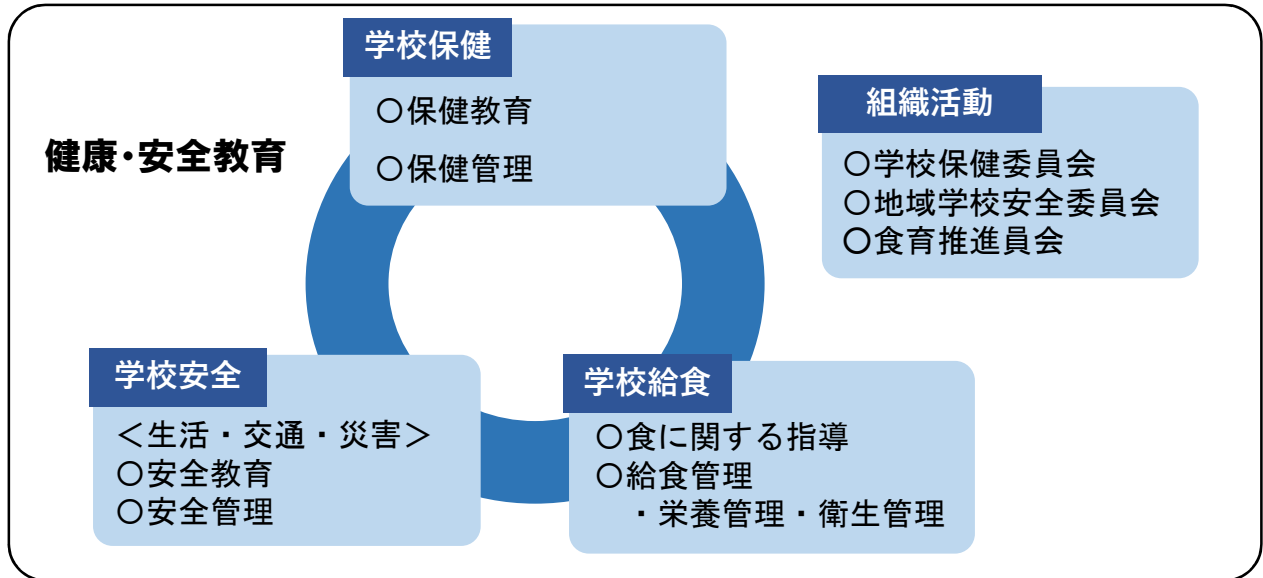 健康・安全教育
学校保健
〇保健教育
〇保健管理
組織活動
〇学校保健委員会
〇地域学校安全委員会
〇食育推進員会
学校安全
＜生活・交通・災害＞
〇安全教育
〇安全管理
学校給食
〇食に関する指導
〇給食管理
・栄養管理・衛生管理